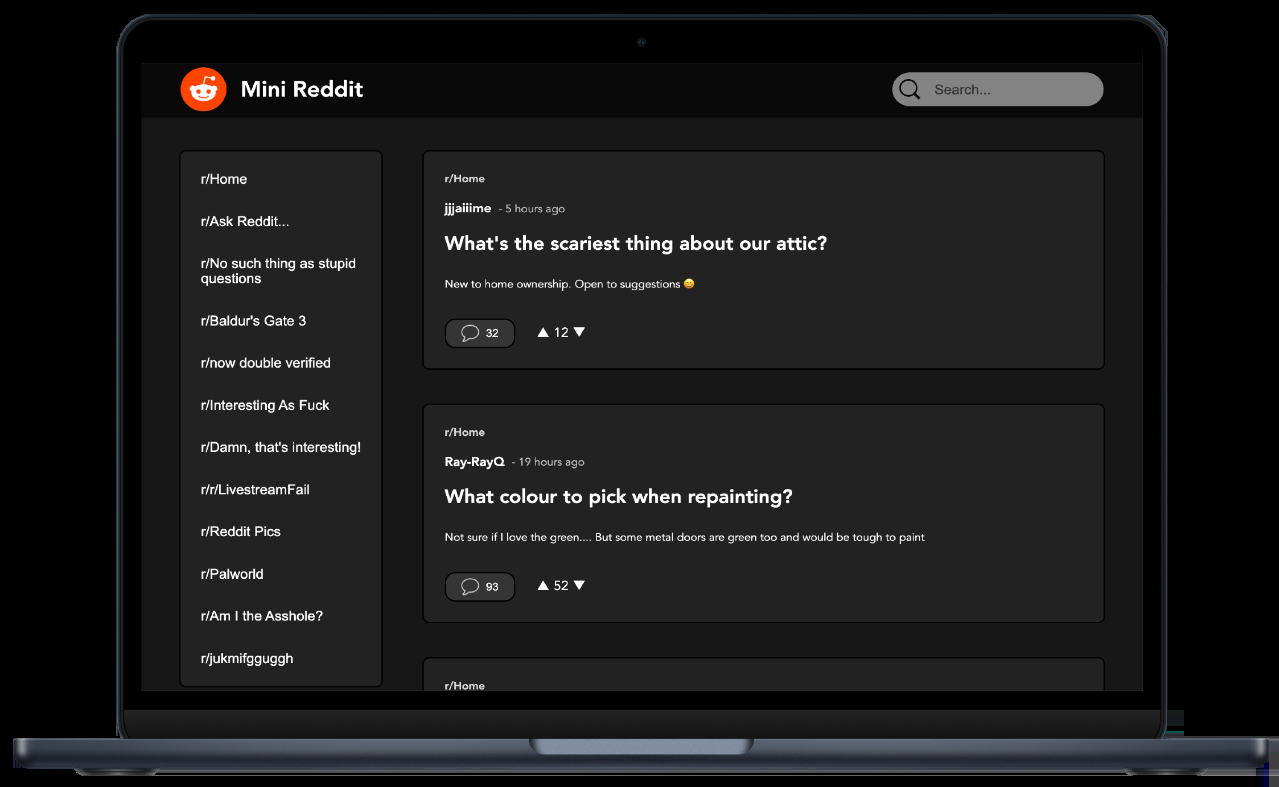 Mini Reddit
Search...
r/Home
r/Ask Reddit...
r/No such thing as stupid
questions
r/Baldur's Gate 3
r/now double verified
r/Interesting As Fuck
r/Damn, that's interesting!
r/r/LivestreamFail
r/Reddit Pics
r/Palworld
r/Am I the Asshole?
r/jukmifgguggh
r/Home
jjjaiiime - 5 hours ago
What's the scariest thing about our attic?
New to home ownership. Open to suggestions 😄
32 ▲ 12 ▼
r/Home
Ray-RayQ - 19 hours ago
What colour to pick when repainting?
Not sure if I love the green.... But some metal doors are green too and would be tough to paint
93 ▲ 52 ▼
r/Home